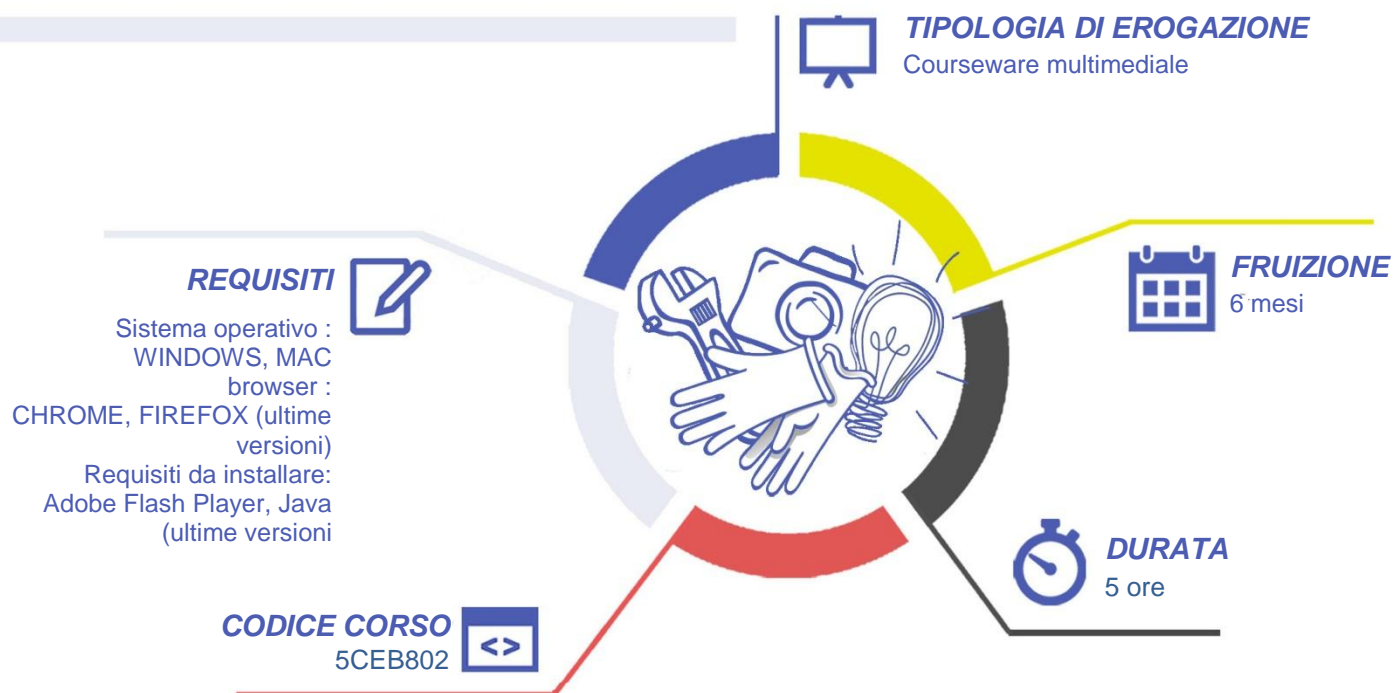 TIPOLOGIA DI EROGAZIONE
Courseware multimediale
REQUISITI
Sistema operativo :
WINDOWS, MAC
browser :
CHROME, FIREFOX (ultime
versioni)
Requisiti da installare:
Adobe Flash Player, Java
(ultime versioni
FRUIZIONE
6 mesi
DURATA
5 ore
CODICE CORSO
5CEB802